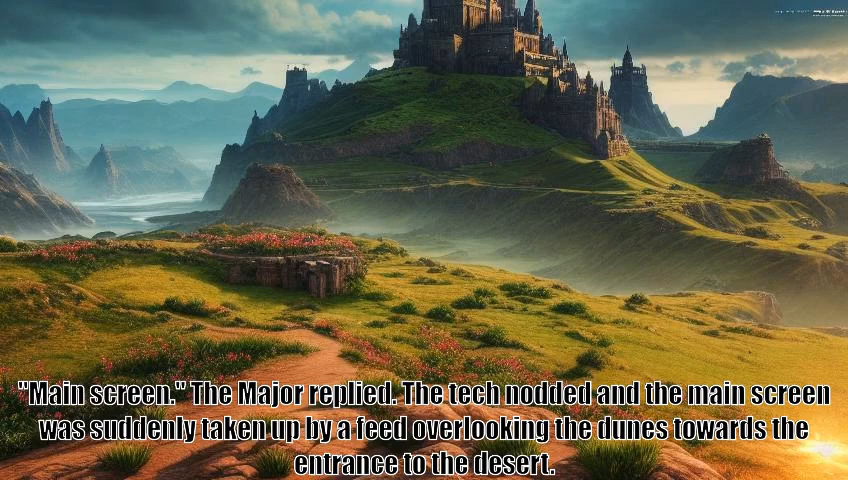 "Main screen." The Major replied. The tech nodded and the main screen
was suddenly taken up by a feed overlooking the dunes towards the
entrance to the desert.